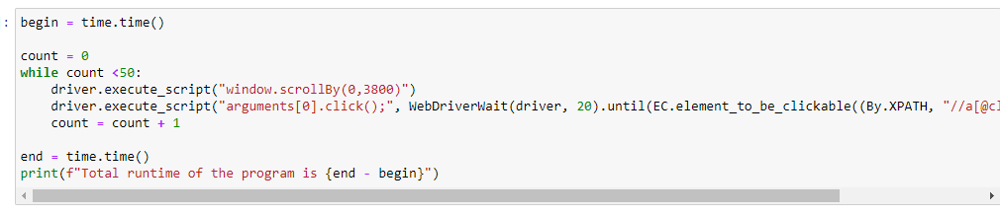 : begin = time.time()
count = 0
while count <50:
    driver.execute_script("window.scrollBy(0,3800)")
    driver.execute_script("arguments[0].click();", WebDriverWait(driver, 20).until(EC.element_to_be_clickable((By.XPATH, "//a[@cl
    count = count + 1
end = time.time()
print(f"Total runtime of the program is {end - begin}")